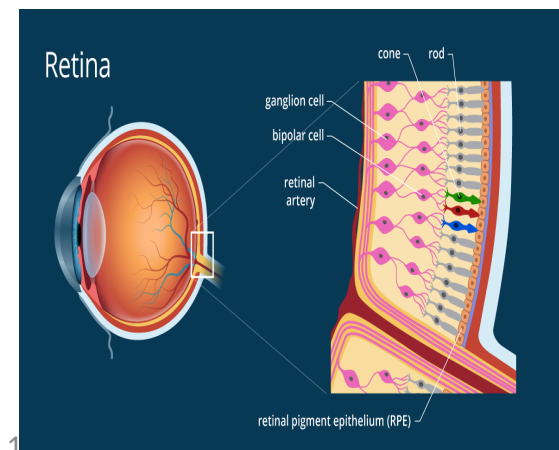 Retina
cone
rod
ganglion cell
bipolar cell
retinal
artery
retinal pigment epithelium (RPE)
1